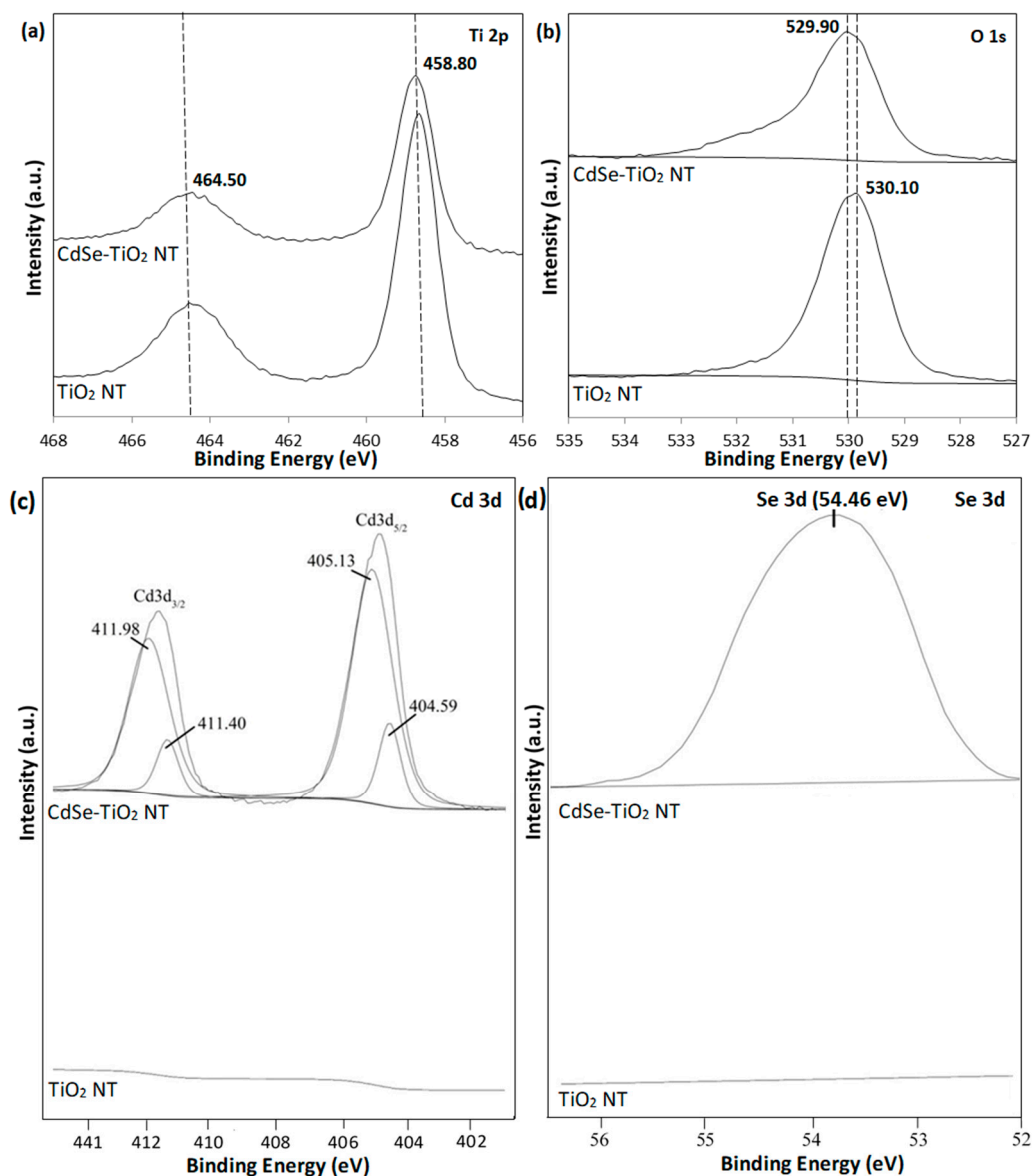 (a)
Ti 2p
458.80
464.50
CdSe-TiO₂ NT
TiO₂ NT
Intensity (a.u.)
468 466 464 462 460 458 456
Binding Energy (eV)
(b)
529.90
O 1s
CdSe-TiO₂ NT
530.10
TiO₂ NT
Intensity (a.u.)
535 534 533 532 531 530 529 528 527
Binding Energy (eV)
(c)
Cd 3d
Cd3d₅/₂
405.13
Cd3d₃/₂
411.98
411.40
404.59
CdSe-TiO₂ NT
TiO₂ NT
Intensity (a.u.)
441 412 410 408 406 404 402
Binding Energy (eV)
(d)
Se 3d (54.46 eV)
Se 3d
CdSe-TiO₂ NT
TiO₂ NT
Intensity (a.u.)
56 55 54 53 52
Binding Energy (eV)